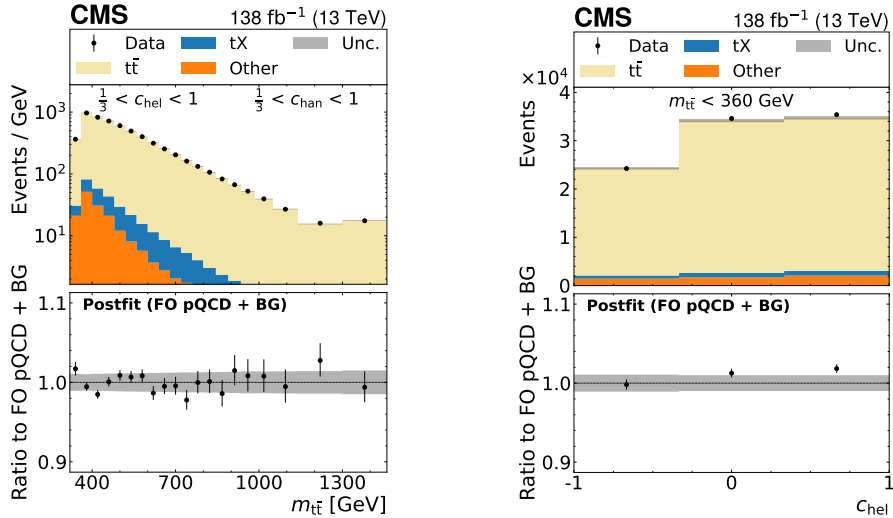 CMS 138 fb⁻¹ (13 TeV)
Data tX Unc.
tt̄ Other
1/3 < c_hel < 1 1/3 < c_han < 1
Events / GeV
10³
10²
10¹
Postfit (FO pQCD + BG)
Ratio to FO pQCD + BG
1.1
1.0
0.9
400 700 1000 1300
m_tt̄ [GeV]
CMS 138 fb⁻¹ (13 TeV)
Data tX Unc.
tt̄ Other
×10⁴
m_tt̄ < 360 GeV
Events
4
3
2
1
0
Postfit (FO pQCD + BG)
Ratio to FO pQCD + BG
1.1
1.0
0.9
-1 0 1
c_hel